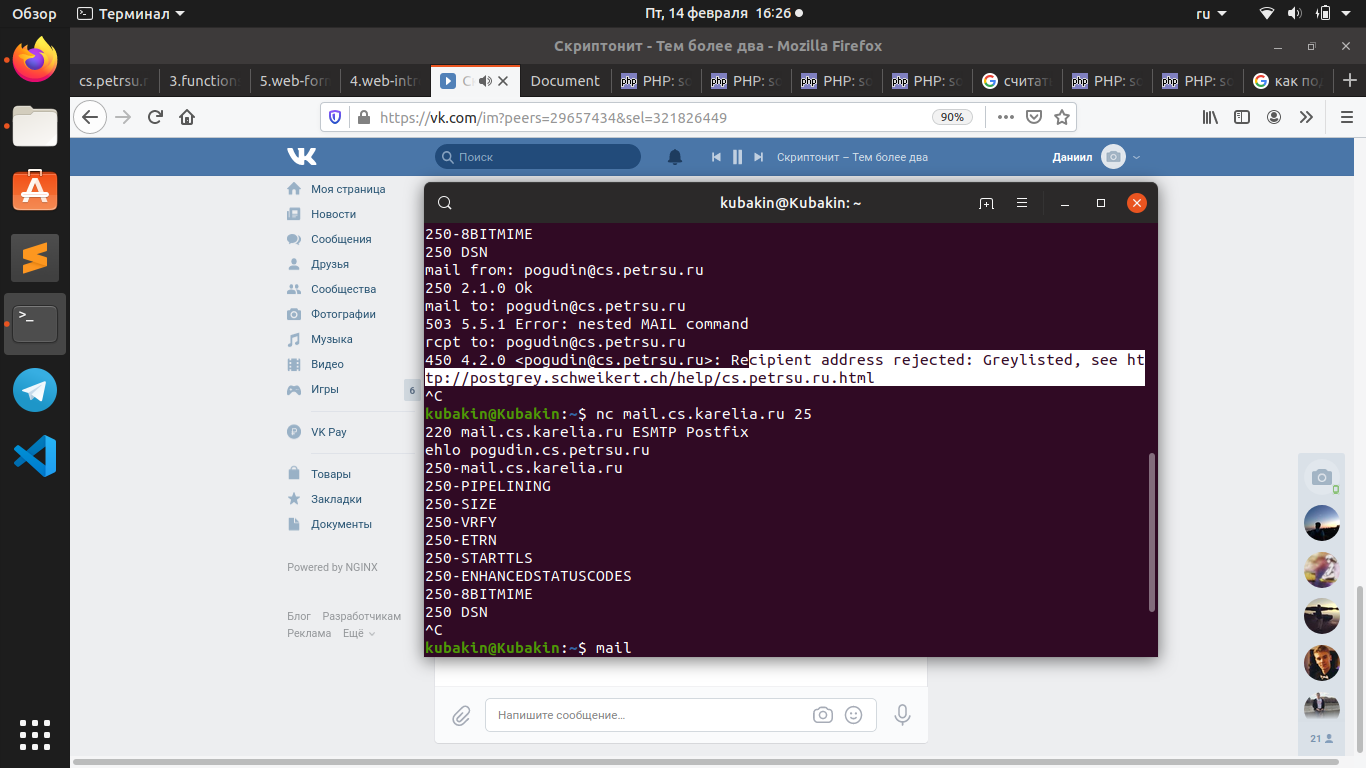 Обзор
Терминал
Пт, 14 февраля 16:26
ru
Скриптонит - Тем более два - Mozilla Firefox
cs.petrsu.r
3.function
5.web-forr
4.web-intr
Document
PHP: sc
PHP: sc
PHP: sc
PHP: sc
считат
PHP: sc
PHP: sc
как по
https://vk.com/im?peers=29657434&sel=321826449
90%
Поиск
Скриптонит – Тем более два
Даниил
Моя страница
Новости
Сообщения
Друзья
Сообщества
Фотографии
Музыка
Видео
Игры
6
VK Pay
Товары
Закладки
Документы
Powered by NGINX
Блог Разработчикам
Реклама Ещё
kubakin@Kubakin: ~
250-8BITMIME
250 DSN
mail from: pogudin@cs.petrsu.ru
250 2.1.0 Ok
mail to: pogudin@cs.petrsu.ru
503 5.5.1 Error: nested MAIL command
rcpt to: pogudin@cs.petrsu.ru
450 4.2.0 <pogudin@cs.petrsu.ru>: Recipient address rejected: Greylisted, see ht
tp://postgrey.schweikert.ch/help/cs.petrsu.ru.html
^C
kubakin@Kubakin:~$ nc mail.cs.karelia.ru 25
220 mail.cs.karelia.ru ESMTP Postfix
ehlo pogudin.cs.petrsu.ru
250-mail.cs.karelia.ru
250-PIPELINING
250-SIZE
250-VRFY
250-ETRN
250-STARTTLS
250-ENHANCEDSTATUSCODES
250-8BITMIME
250 DSN
^C
kubakin@Kubakin:~$ mail
Напишите сообщение...
21